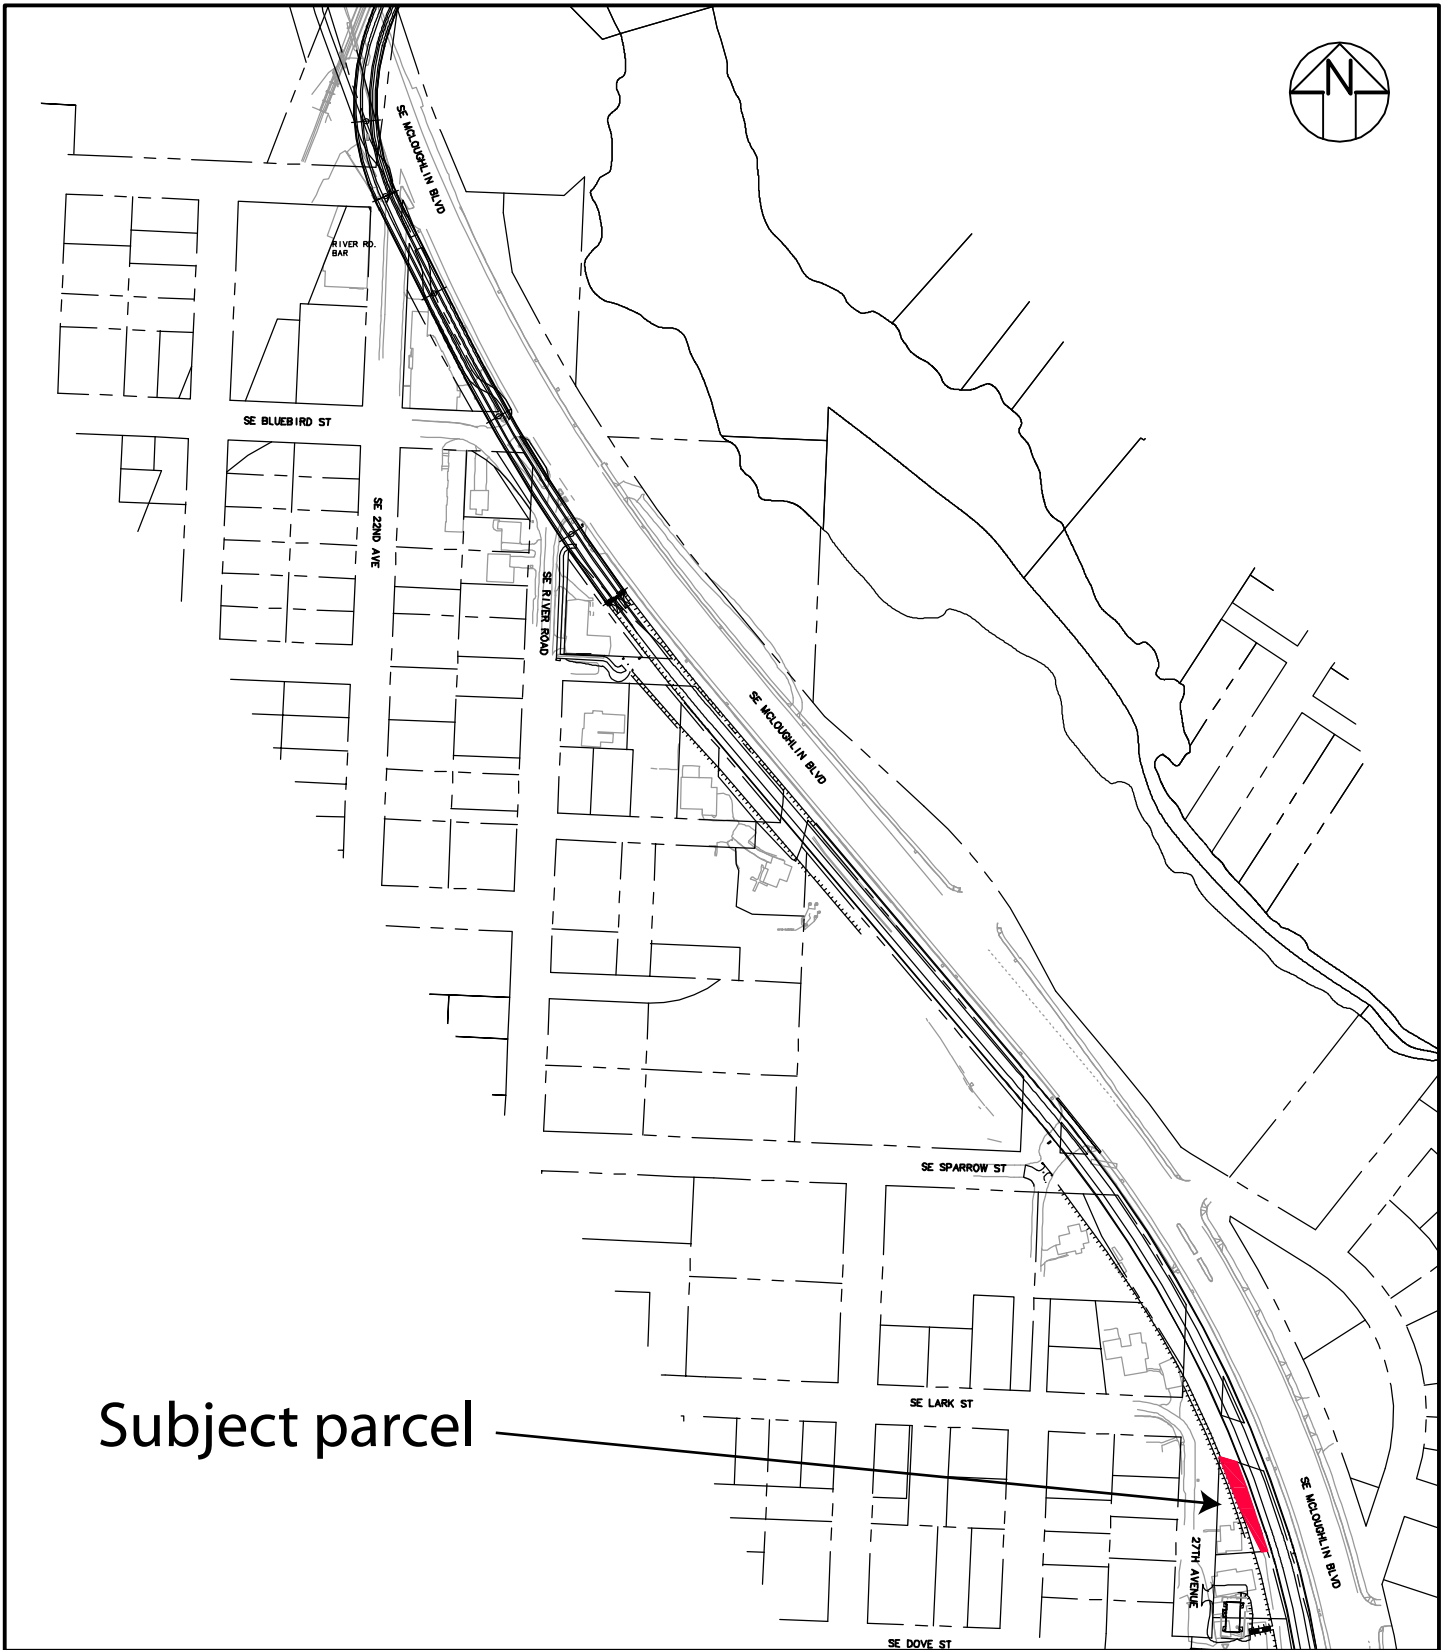 N
SE MCLOUGHLIN BLVD
RIVER RD.
BAR
SE BLUEBIRD ST
SE 22ND AVE
SE RIVER ROAD
SE MCLOUGHLIN BLVD
SE SPARROW ST
SE LARK ST
Subject parcel
SE MCLOUGHLIN BLVD
27TH AVENUE
SE DOVE ST